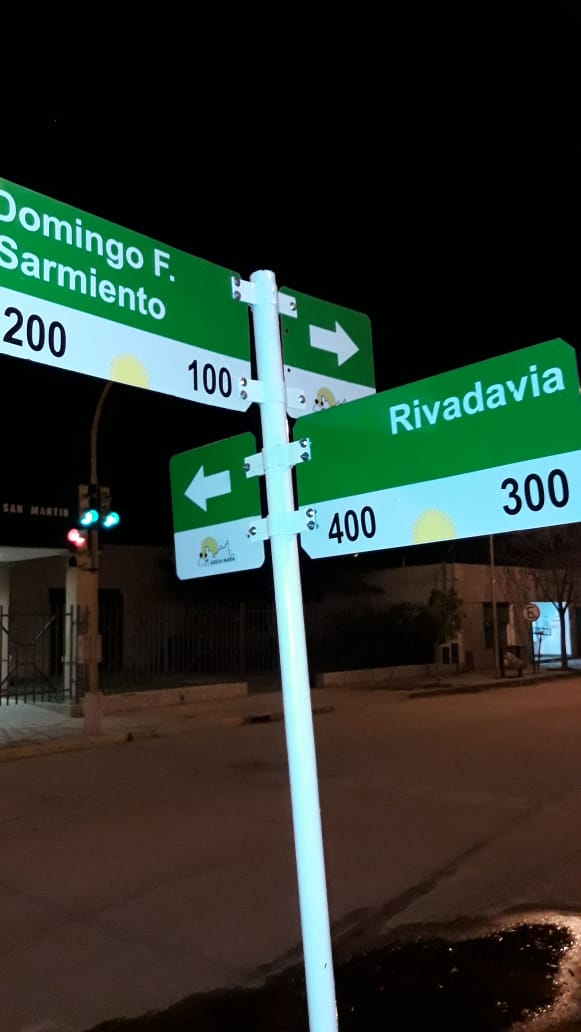 Domingo F.
Sarmiento
200 100
Rivadavia
400 300
SAN MARTIN
E